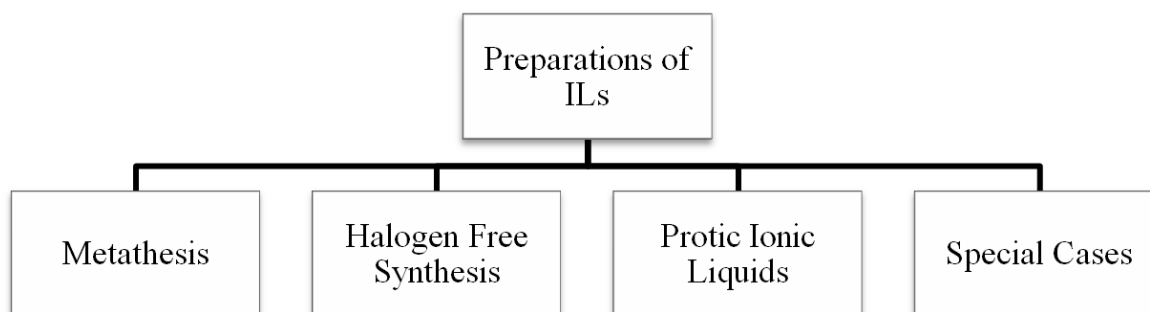 Preparations of
ILs
Metathesis
Halogen Free
Synthesis
Protic Ionic
Liquids
Special Cases